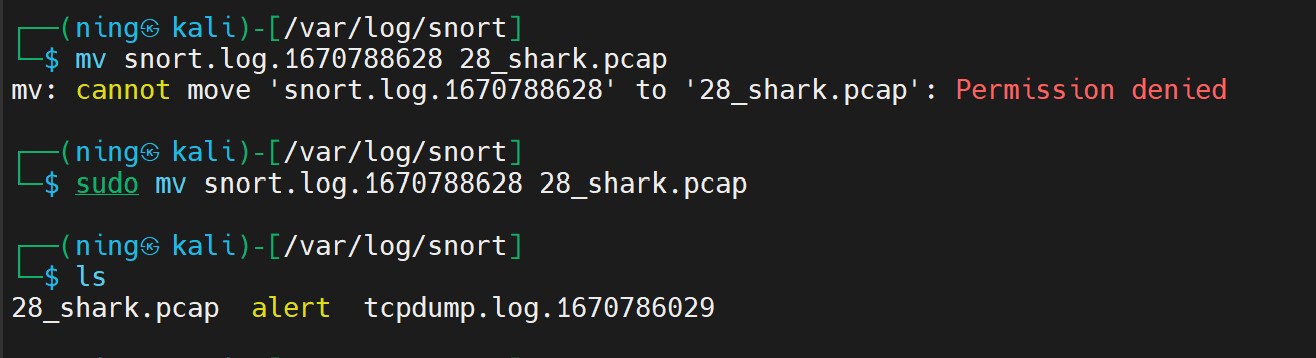 ┌──(ning㉿kali)-[/var/log/snort]
└─$ mv snort.log.1670788628 28_shark.pcap
mv: cannot move 'snort.log.1670788628' to '28_shark.pcap': Permission denied
┌──(ning㉿kali)-[/var/log/snort]
└─$ sudo mv snort.log.1670788628 28_shark.pcap
┌──(ning㉿kali)-[/var/log/snort]
└─$ ls
28_shark.pcap  alert  tcpdump.log.1670786029